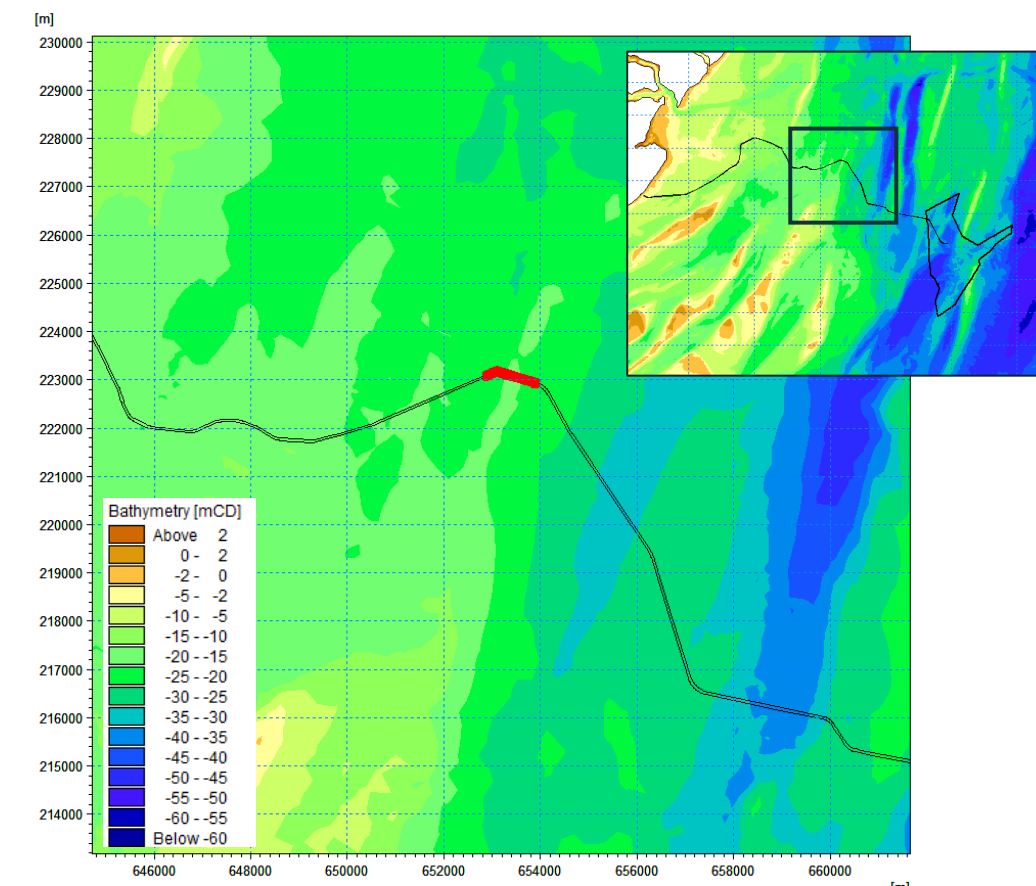 [m]
230000
229000
228000
227000
226000
225000
224000
223000
222000
221000
220000
219000
218000
217000
216000
215000
214000
Bathymetry [mCD]
Above 2
0 - 2
-2 - 0
-5 - -2
-10 - -5
-15 - -10
-20 - -15
-25 - -20
-30 - -25
-35 - -30
-40 - -35
-45 - -40
-50 - -45
-55 - -50
-60 - -55
Below -60
646000 648000 650000 652000 654000 656000 658000 660000
[m]